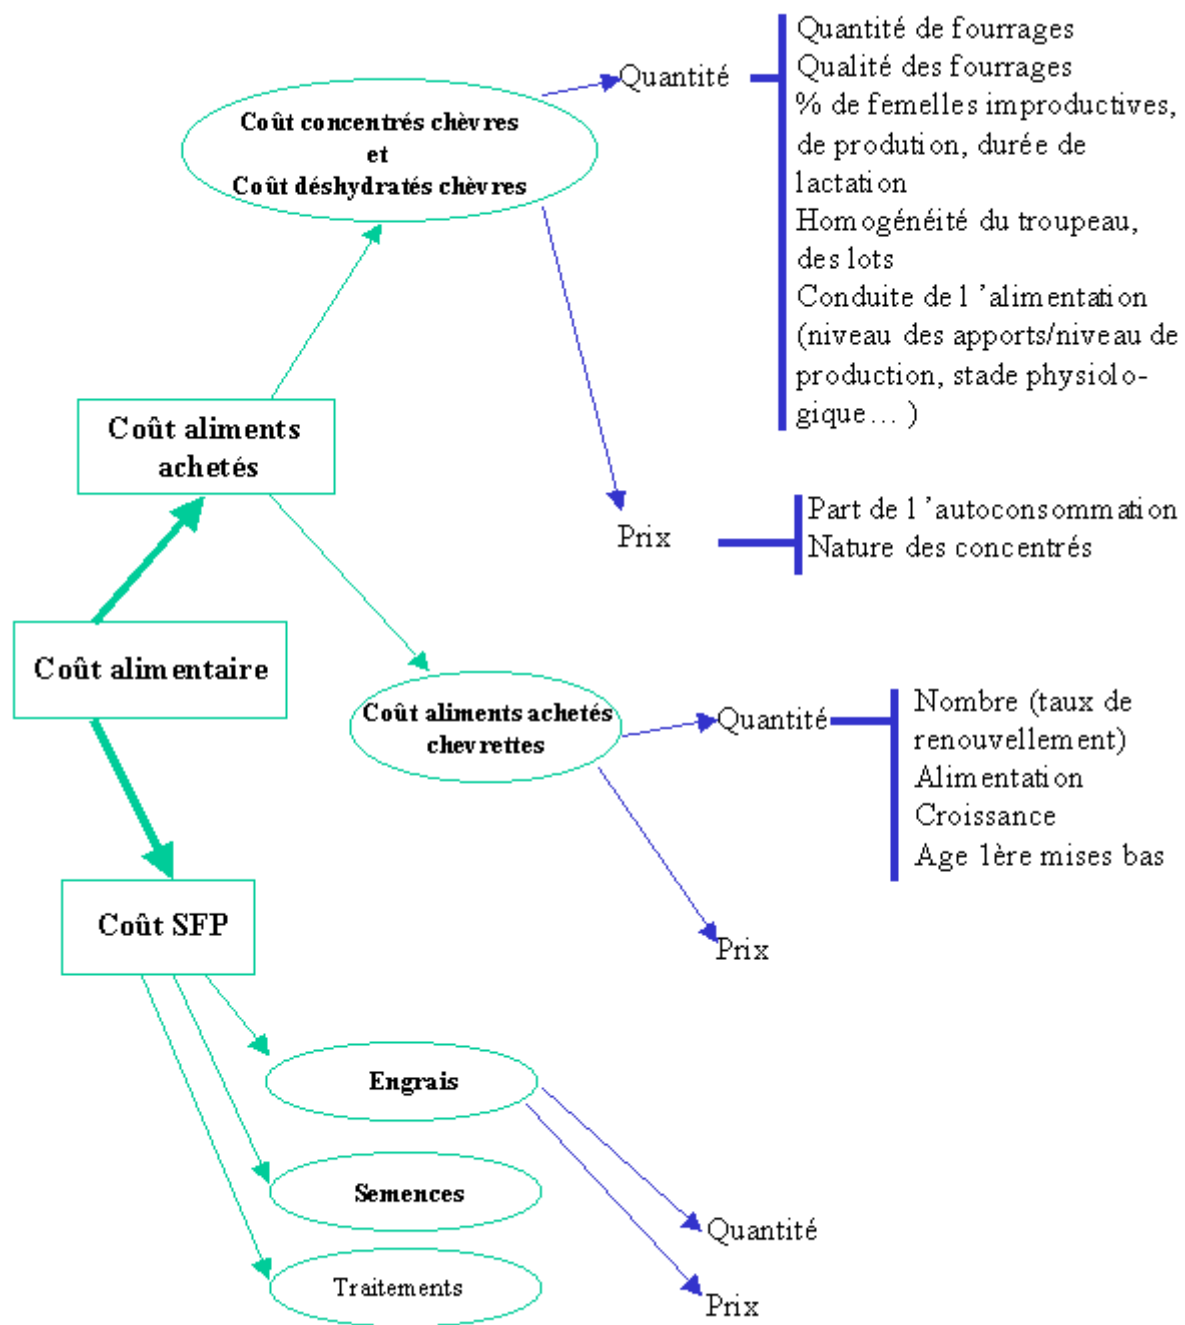 Quantité de fourrages
Quantité
Qualité des fourrages
% de femelles improductives,
de prodution, durée de
lactation
Homogénéité du troupeau,
des lots
Conduite de l ’alimentation
(niveau des apports/niveau de
production, stade physiolo-
gique… )
Coût concentrés chèvres
et
Coût déshydratés chèvres
Coût aliments
achetés
Prix
Part de l ’autoconsommation
Nature des concentrés
Coût alimentaire
Coût aliments achetés
chevrettes
Quantité
Nombre (taux de
renouvellement)
Alimentation
Croissance
Age 1ère mises bas
Prix
Coût SFP
Engrais
Semences
Traitements
Quantité
Prix